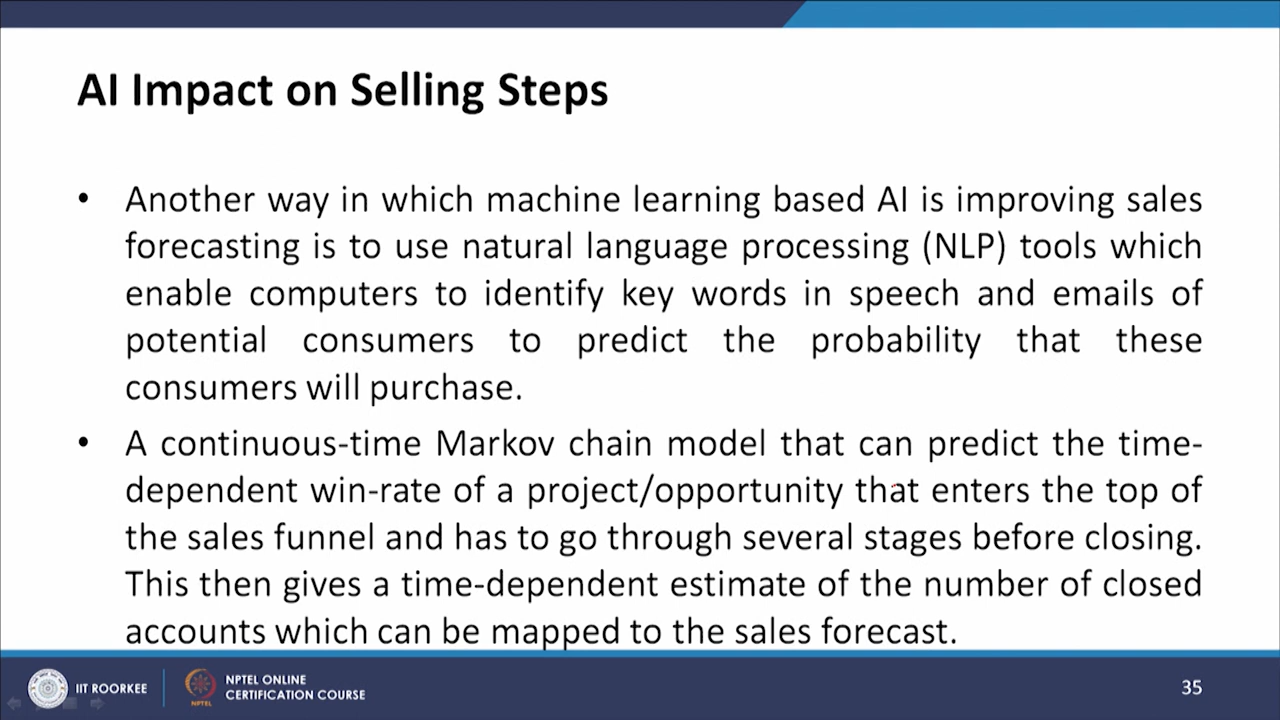 AI Impact on Selling Steps
• Another way in which machine learning based AI is improving sales
forecasting is to use natural language processing (NLP) tools which
enable computers to identify key words in speech and emails of
potential consumers to predict the probability that these
consumers will purchase.
• A continuous-time Markov chain model that can predict the time-
dependent win-rate of a project/opportunity that enters the top of
the sales funnel and has to go through several stages before closing.
This then gives a time-dependent estimate of the number of closed
accounts which can be mapped to the sales forecast.
IIT ROORKEE
NPTEL
NPTEL ONLINE
CERTIFICATION COURSE
35